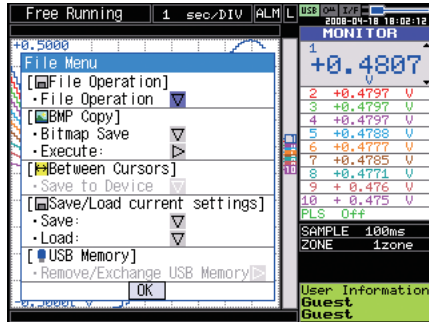 Free Running 1 sec/DIV ALM L USB I/F
2008-04-18 18:02:12
MONITOR
+0.5000
1
+0.4807
V
File Menu
[File Operation]
・File Operation
[BMP Copy]
・Bitmap Save
・Execute:
[Between Cursors]
・Save to Device
[Save/Load current settings]
・Save:
・Load:
[USB Memory]
・Remove/Exchange USB Memory
OK
2 +0.4797 V
3 +0.4797 V
4 +0.4797 V
5 +0.4788 V
6 +0.4777 V
7 +0.4785 V
8 +0.4771 V
9 + 0.476 V
10 + 0.475 V
PLS Off
SAMPLE 100ms
ZONE 1zone
User Information
Guest
Guest